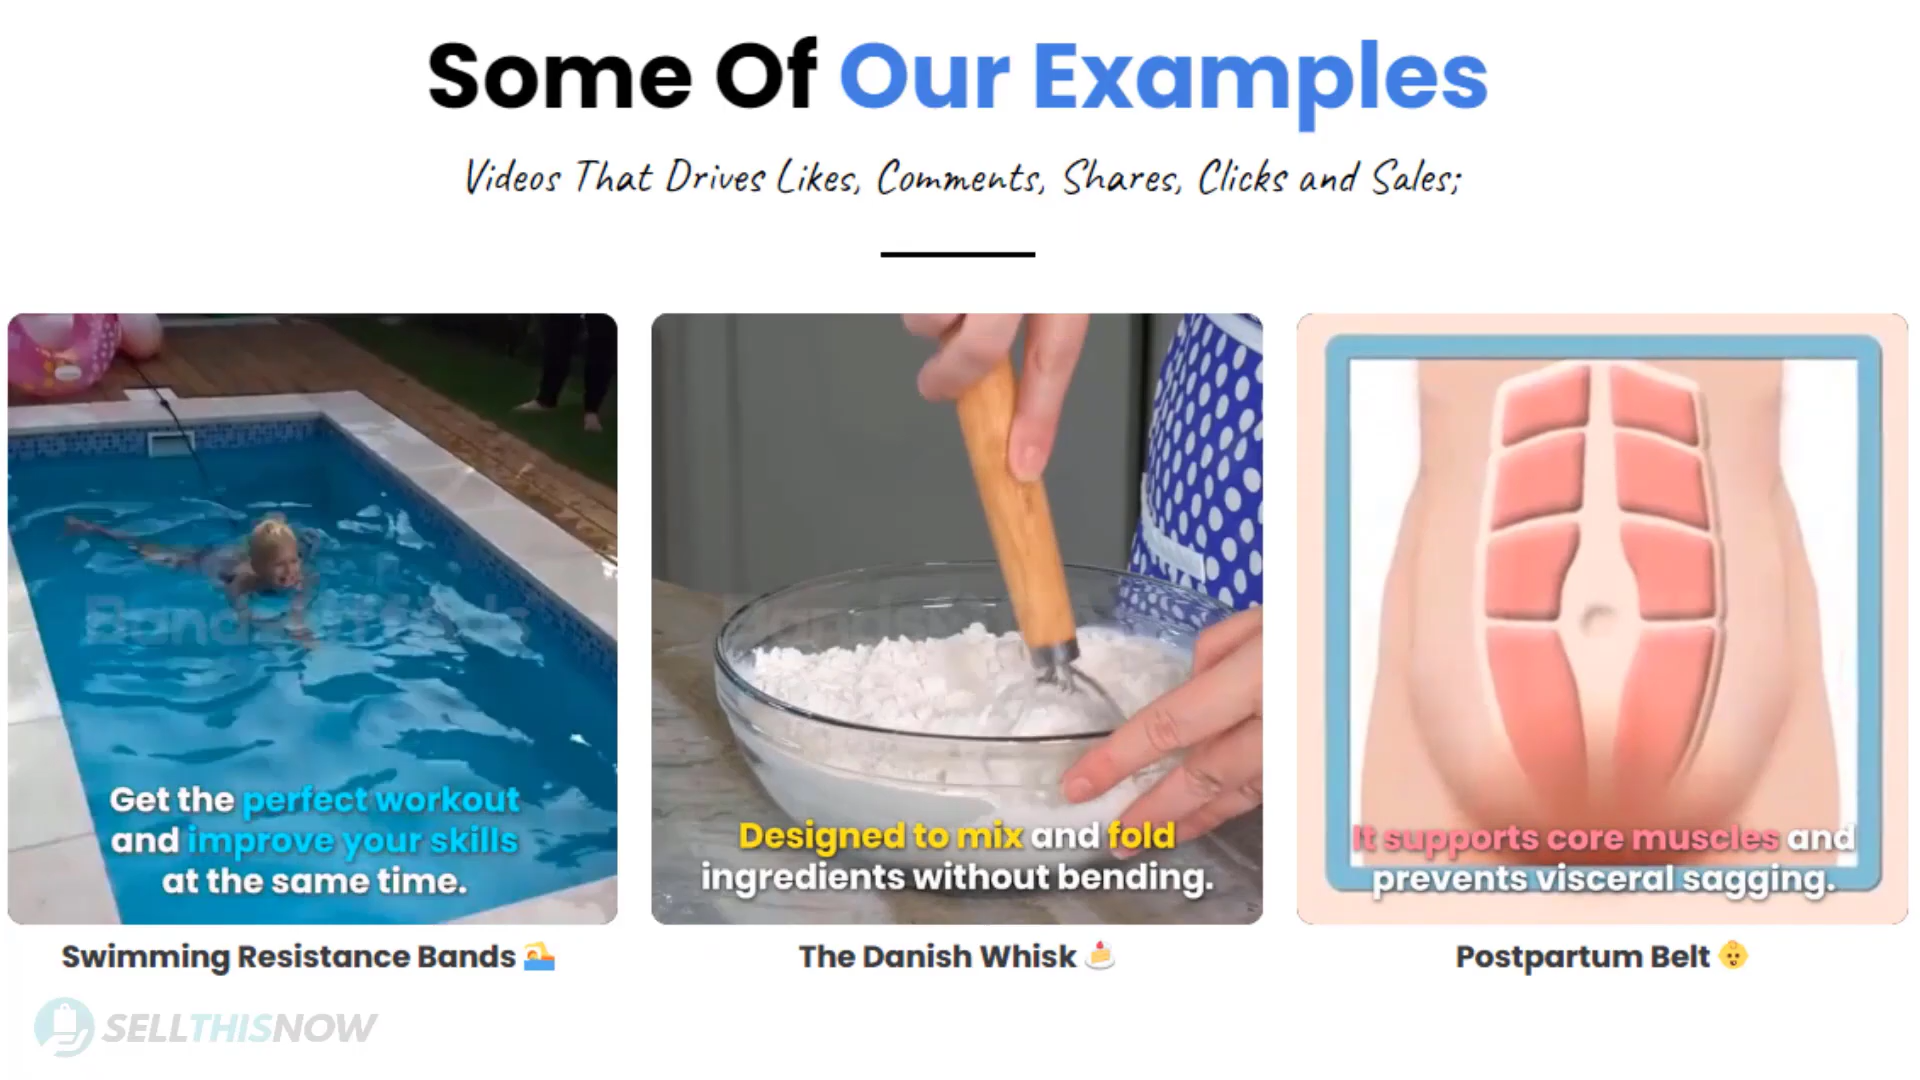 Some Of Our Examples
Videos That Drives Likes, Comments, Shares, Clicks and Sales;
Get the perfect workout
and improve your skills
at the same time.
Designed to mix and fold
ingredients without bending.
It supports core muscles and
prevents visceral sagging.
Swimming Resistance Bands
The Danish Whisk
Postpartum Belt
SELLTHISNOW